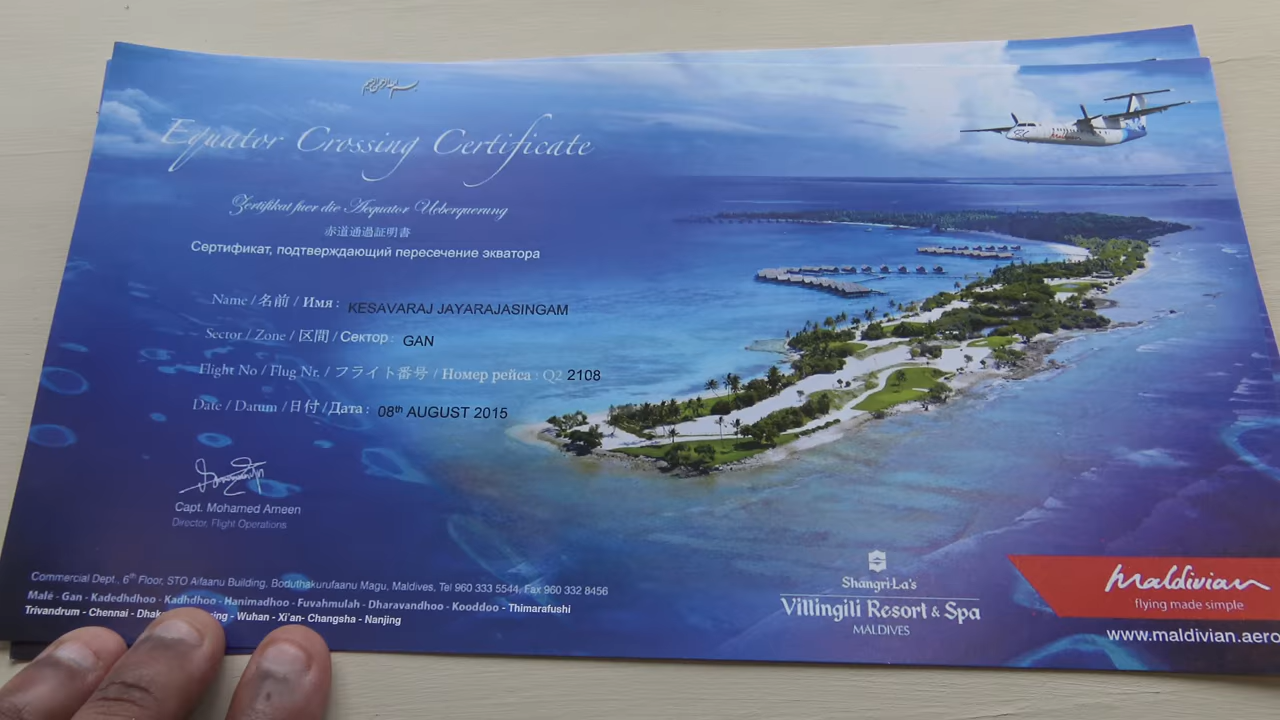 Equator Crossing Certificate
Zertifikat fuer die Aequator Ueberquerung
赤道通過証明書
Сертификат, подтверждающий пересечение экватора
Name / 名前 / Имя : KESAVARAJ JAYARAJASINGAM
Sector / Zone / 区間 / Сектор : GAN
Flight No / Flug Nr. / フライト番号 / Номер рейса : Q2 2108
Date / Datum / 日付 / Дата : 08th AUGUST 2015
Capt. Mohamed Ameen
Director, Flight Operations
Commercial Dept., 6th Floor, STO Aifaanu Building, Boduthakurufaanu Magu, Maldives, Tel 960 333 5544, Fax 960 332 8456
Malé - Gan - Kadedhdhoo - Kadhdhoo - Hanimadhoo - Fuvahmulah - Dharavandhoo - Kooddoo - Thimarafushi
Trivandrum - Chennai - Dhaka - Wuhan - Xi'an- Changsha - Nanjing
Shangri-La's
Villingili Resort & Spa
MALDIVES
Maldivian
flying made simple
www.maldivian.aero